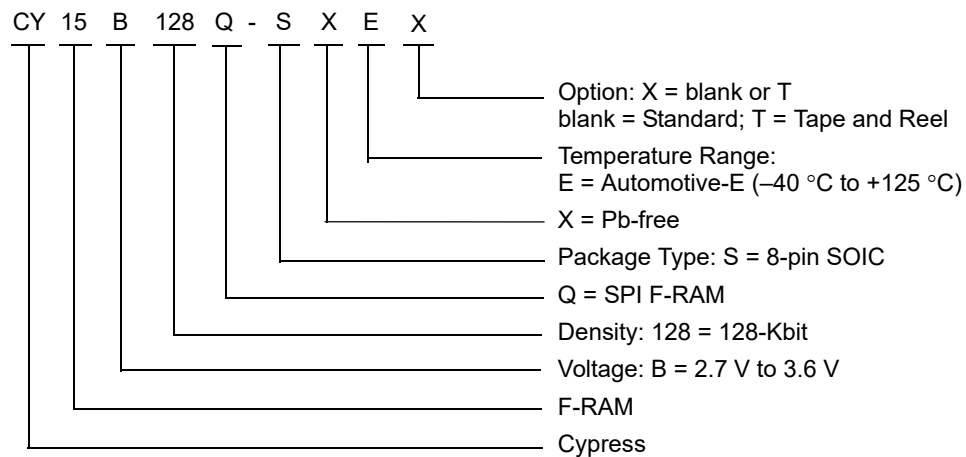 CY 15 B 128 Q - S X E X
Option: X = blank or T
blank = Standard; T = Tape and Reel
Temperature Range:
E = Automotive-E (–40 °C to +125 °C)
X = Pb-free
Package Type: S = 8-pin SOIC
Q = SPI F-RAM
Density: 128 = 128-Kbit
Voltage: B = 2.7 V to 3.6 V
F-RAM
Cypress